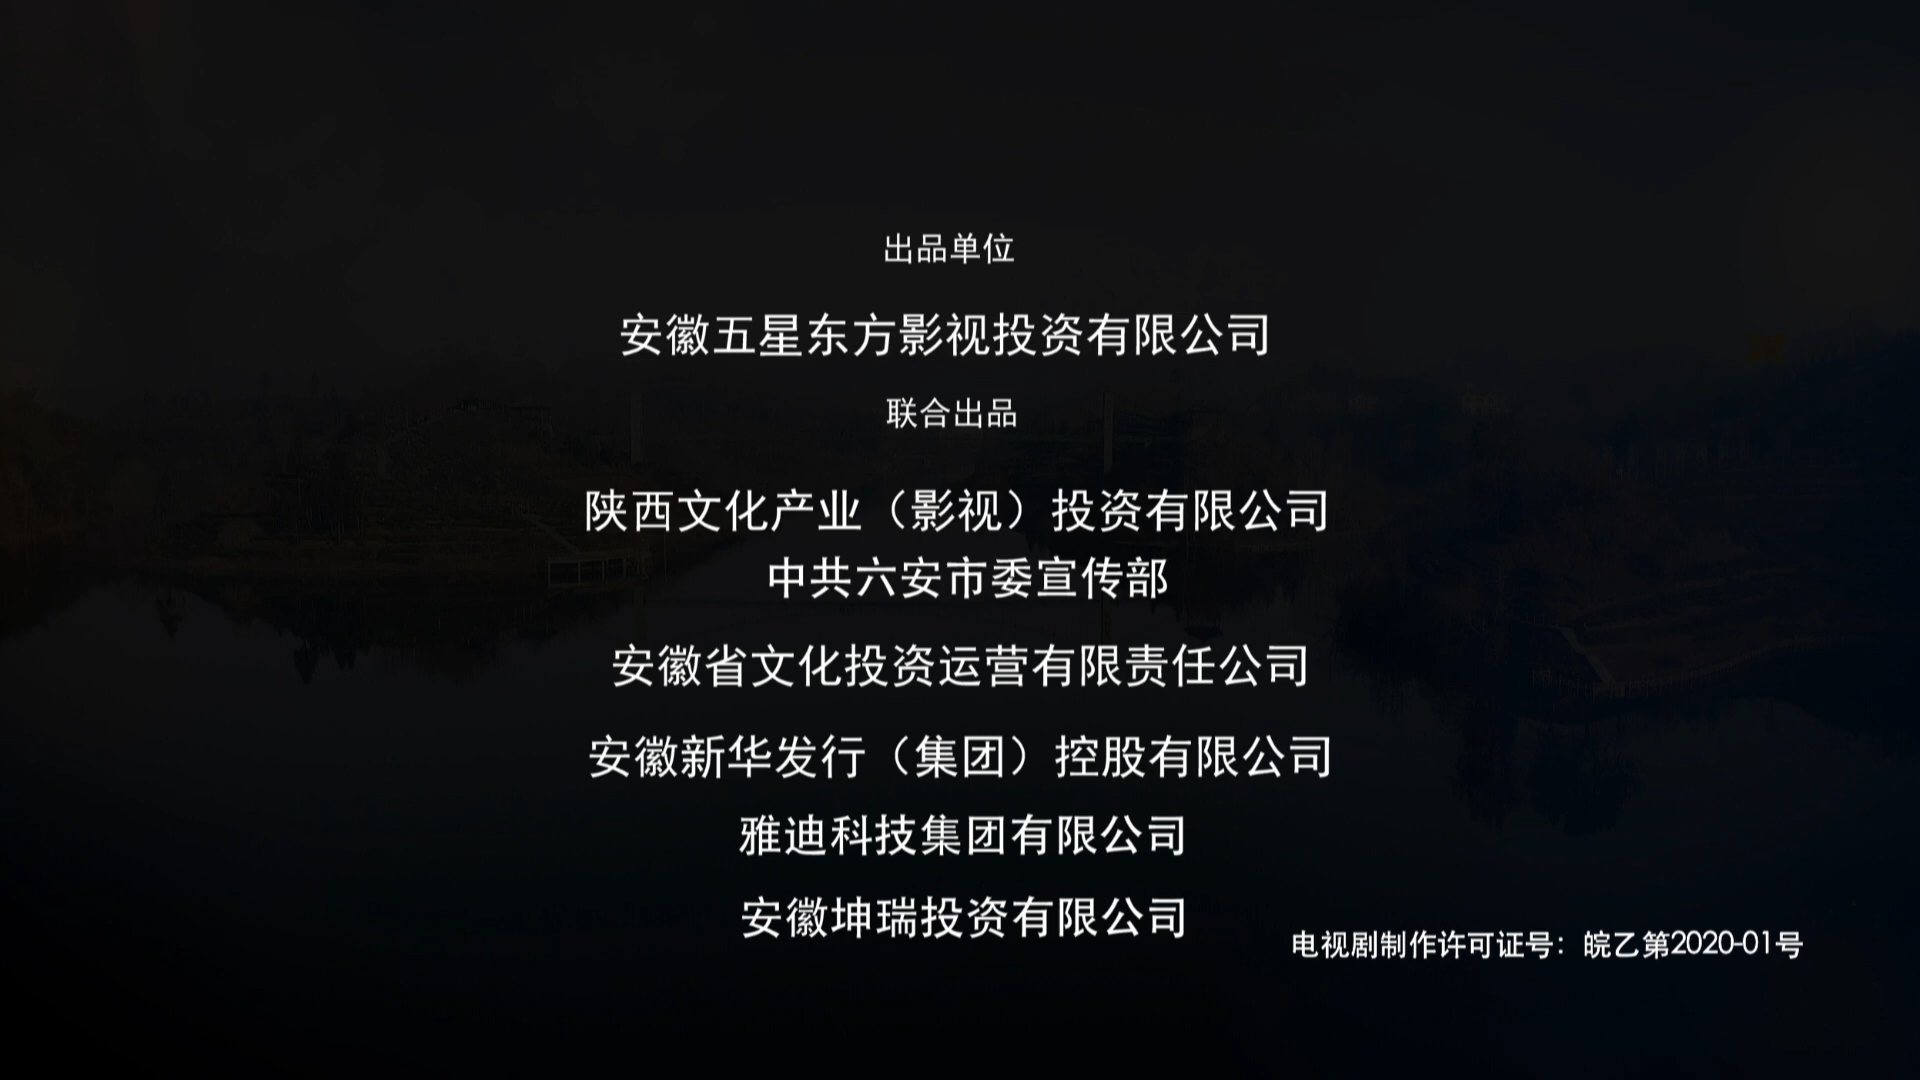 出品单位
安徽五星东方影视投资有限公司
联合出品
陕西文化产业（影视）投资有限公司
中共六安市委宣传部
安徽省文化投资运营有限责任公司
安徽新华发行（集团）控股有限公司
雅迪科技集团有限公司
安徽坤瑞投资有限公司
电视剧制作许可证号：皖乙第2020-01号